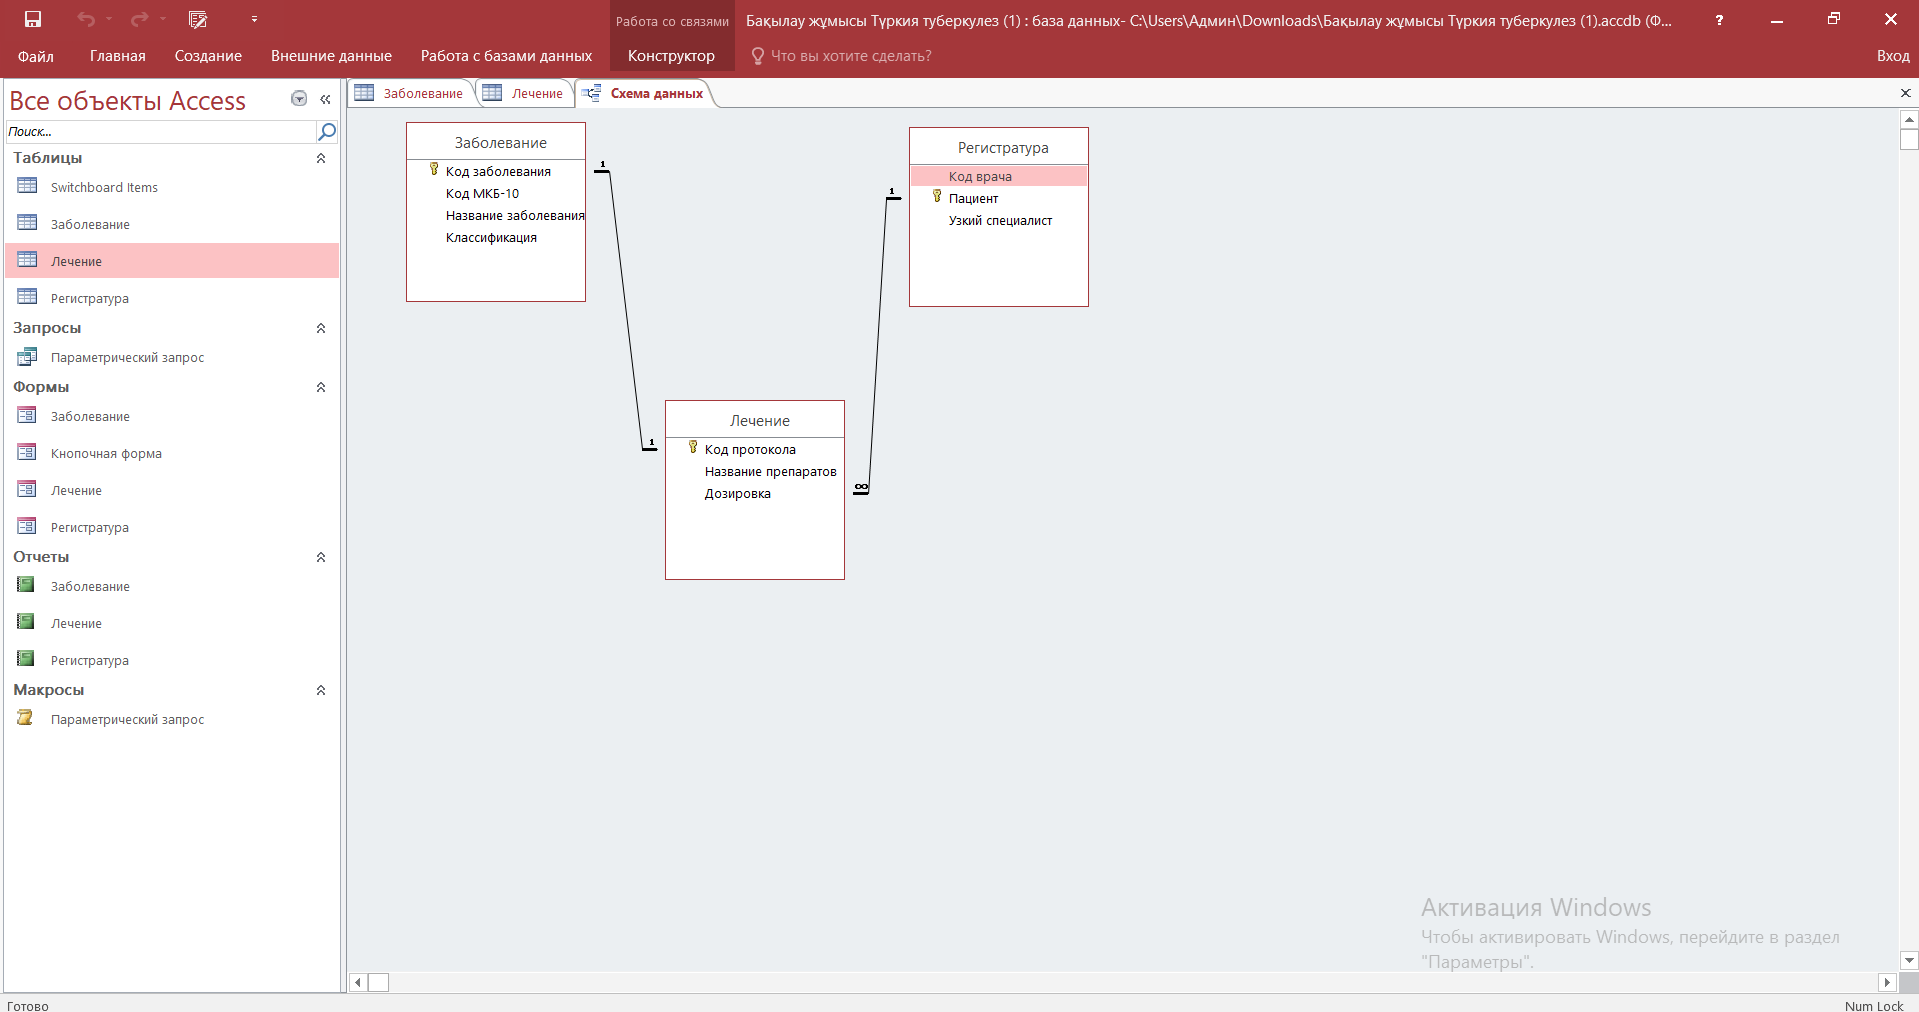 Работа со связями
Бақылау жұмысы Түркия туберкулез (1) : база данных- C:\Users\Админ\Downloads\Бақылау жұмысы Түркия туберкулез (1).accdb (Ф...
?
Файл
Главная
Создание
Внешние данные
Работа с базами данных
Конструктор
Что вы хотите сделать?
Вход
Все объекты Access
Поиск...
Таблицы
Switchboard Items
Заболевание
Лечение
Регистратура
Запросы
Параметрический запрос
Формы
Заболевание
Кнопочная форма
Лечение
Регистратура
Отчеты
Заболевание
Лечение
Регистратура
Макросы
Параметрический запрос
Заболевание
Лечение
Схема данных
Заболевание
Код заболевания
Код МКБ-10
Название заболевания
Классификация
1
1
Регистратура
Код врача
Пациент
Узкий специалист
1
∞
Лечение
Код протокола
Название препаратов
Дозировка
Активация Windows
Чтобы активировать Windows, перейдите в раздел
"Параметры".
Готово
Num Lock